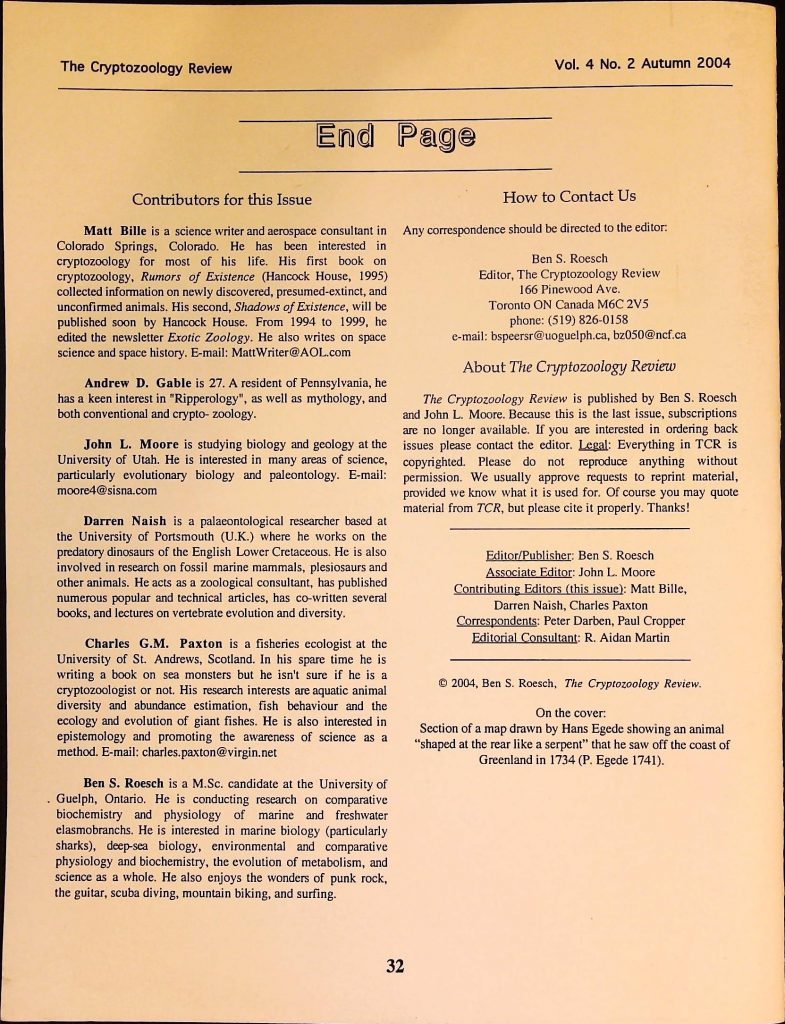 The Cryptozoology Review
Vol. 4 No. 2 Autumn 2004
End Page
Contributors for this Issue
Matt Bille is a science writer and aerospace consultant in
Colorado Springs, Colorado. He has been interested in
cryptozoology for most of his life. His first book on
cryptozoology, Rumors of Existence (Hancock House, 1995)
collected information on newly discovered, presumed-extinct, and
unconfirmed animals. His second, Shadows of Existence, will be
published soon by Hancock House. From 1994 to 1999, he
edited the newsletter Exotic Zoology. He also writes on space
science and space history. E-mail: MattWriter@AOL.com
Andrew D. Gable is 27. A resident of Pennsylvania, he
has a keen interest in "Ripperology", as well as mythology, and
both conventional and crypto- zoology.
John L. Moore is studying biology and geology at the
University of Utah. He is interested in many areas of science,
particularly evolutionary biology and paleontology. E-mail:
moore4@sisna.com
Darren Naish is a palaeontological researcher based at
the University of Portsmouth (U.K.) where he works on the
predatory dinosaurs of the English Lower Cretaceous. He is also
involved in research on fossil marine mammals, plesiosaurs and
other animals. He acts as a zoological consultant, has published
numerous popular and technical articles, has co-written several
books, and lectures on vertebrate evolution and diversity.
Charles G.M. Paxton is a fisheries ecologist at the
University of St. Andrews, Scotland. In his spare time he is
writing a book on sea monsters but he isn't sure if he is a
cryptozoologist or not. His research interests are aquatic animal
diversity and abundance estimation, fish behaviour and the
ecology and evolution of giant fishes. He is also interested in
epistemology and promoting the awareness of science as a
method. E-mail: charles.paxton@virgin.net
Ben S. Roesch is a M.Sc. candidate at the University of
Guelph, Ontario. He is conducting research on comparative
biochemistry and physiology of marine and freshwater
elasmobranchs. He is interested in marine biology (particularly
sharks), deep-sea biology, environmental and comparative
physiology and biochemistry, the evolution of metabolism, and
science as a whole. He also enjoys the wonders of punk rock,
the guitar, scuba diving, mountain biking, and surfing.
How to Contact Us
Any correspondence should be directed to the editor:
Ben S. Roesch
Editor, The Cryptozoology Review
166 Pinewood Ave.
Toronto ON Canada M6C 2V5
phone: (519) 826-0158
e-mail: bspeersr@uoguelph.ca, bz050@ncf.ca
About The Cryptozoology Review
The Cryptozoology Review is published by Ben S. Roesch
and John L. Moore. Because this is the last issue, subscriptions
are no longer available. If you are interested in ordering back
issues please contact the editor. Legal: Everything in TCR is
copyrighted. Please do not reproduce anything without
permission. We usually approve requests to reprint material,
provided we know what it is used for. Of course you may quote
material from TCR, but please cite it properly. Thanks!
Editor/Publisher: Ben S. Roesch
Associate Editor: John L. Moore
Contributing Editors (this issue): Matt Bille,
Darren Naish, Charles Paxton
Correspondents: Peter Darben, Paul Cropper
Editorial Consultant: R. Aidan Martin
© 2004, Ben S. Roesch, The Cryptozoology Review.
On the cover:
Section of a map drawn by Hans Egede showing an animal
“shaped at the rear like a serpent” that he saw off the coast of
Greenland in 1734 (P. Egede 1741).
32